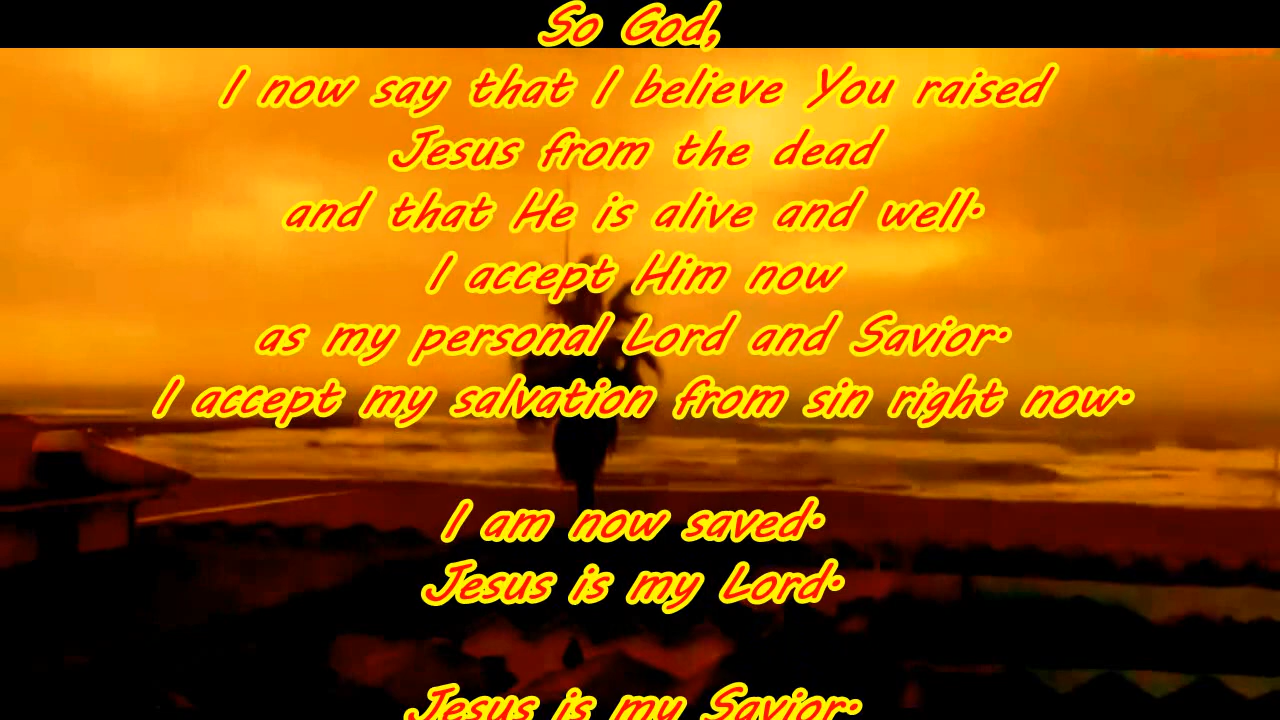 So God,
I now say that I believe You raised
Jesus from the dead
and that He is alive and well.
I accept Him now
as my personal Lord and Savior.
I accept my salvation from sin right now.
I am now saved.
Jesus is my Lord.
Jesus is my Savior.